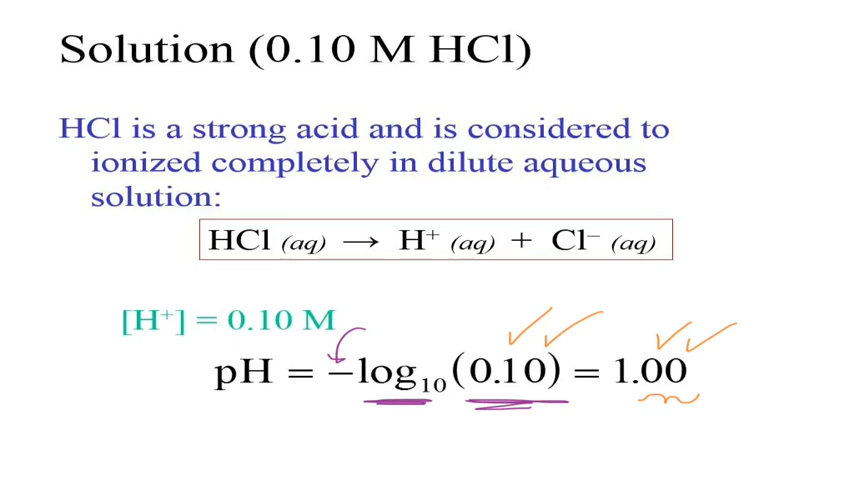 Solution (0.10 M HCl)
HCl is a strong acid and is considered to
ionized completely in dilute aqueous
solution:
HCl (aq) → H⁺ (aq) + Cl⁻ (aq)
[H⁺] = 0.10 M
pH = −log₁₀(0.10) = 1.00